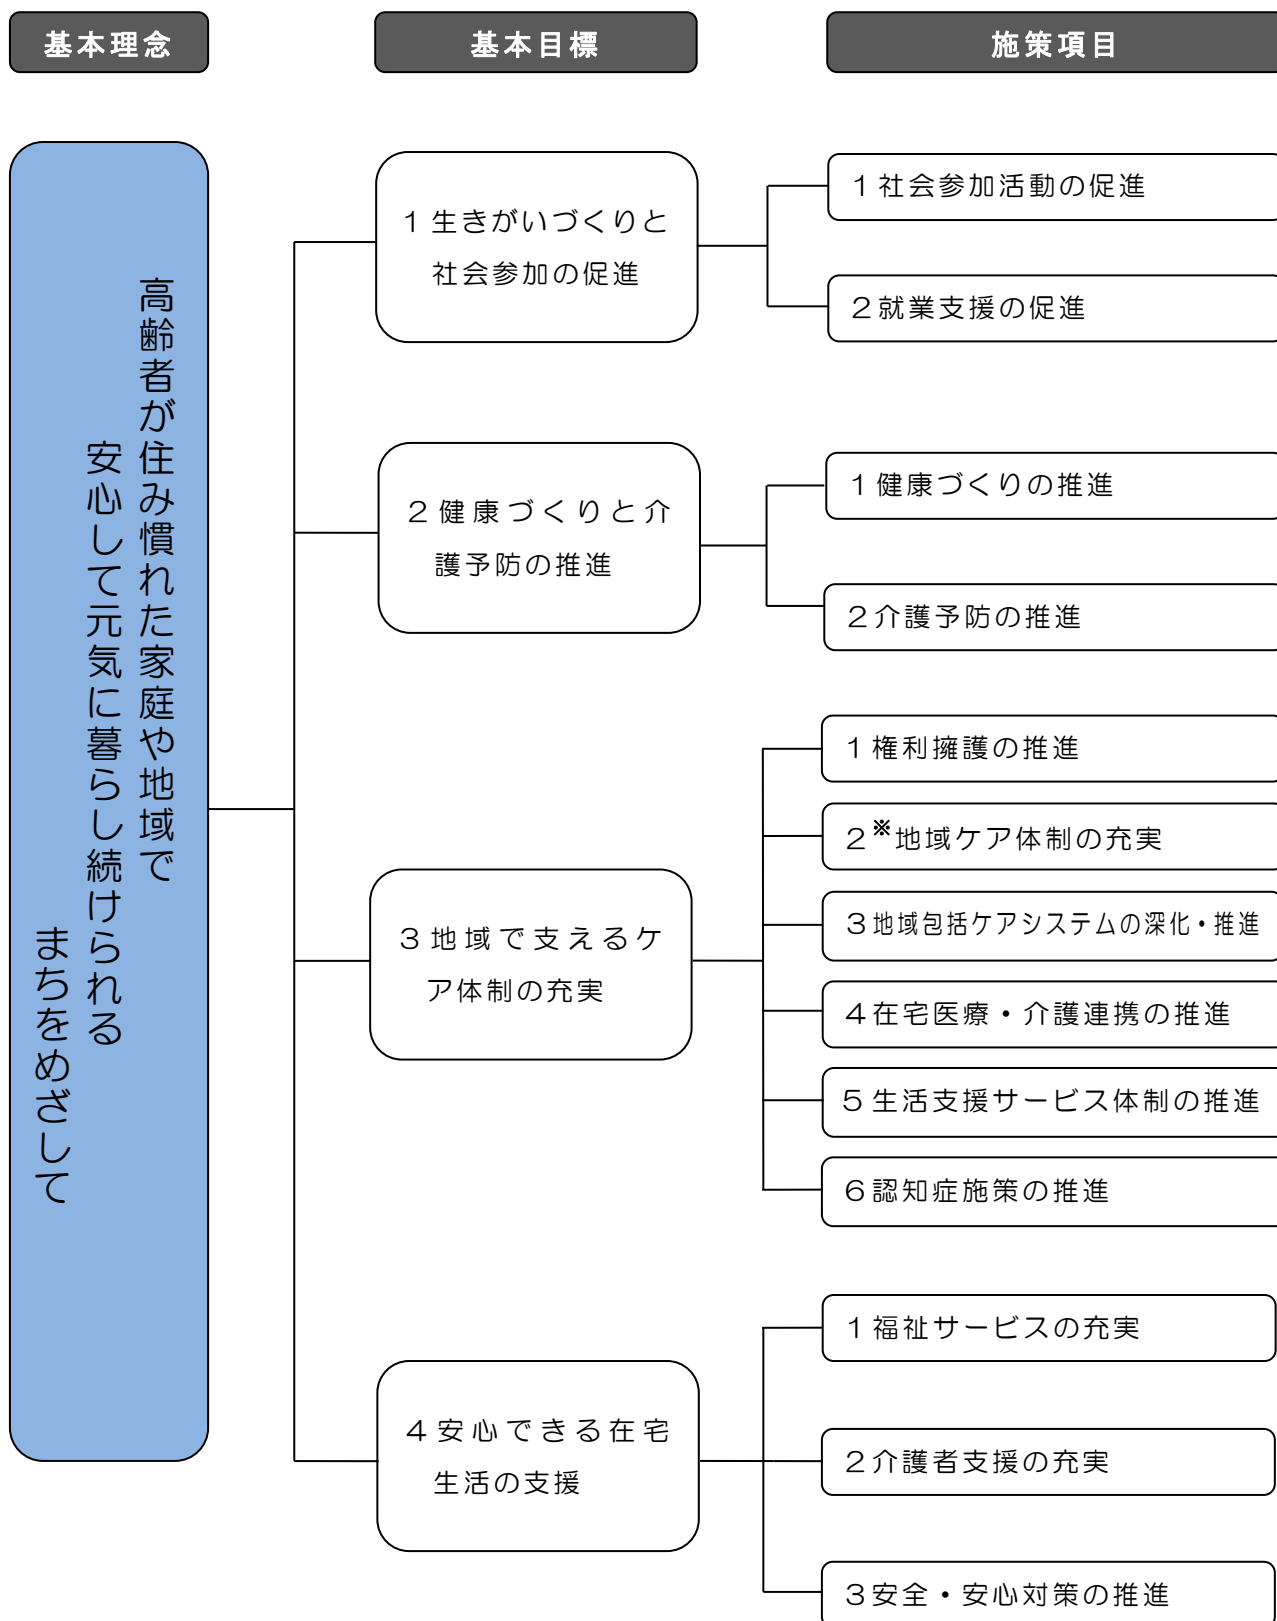 基本理念
基本目標
施策項目
高齢者が住み慣れた家庭や地域で
安心して元気に暮らし続けられる
まちをめざして
1生きがいづくりと
社会参加の促進
1社会参加活動の促進
2就業支援の促進
2健康づくりと介
護予防の推進
1健康づくりの推進
2介護予防の推進
3地域で支えるケ
ア体制の充実
1権利擁護の推進
2※地域ケア体制の充実
3地域包括ケアシステムの深化・推進
4在宅医療・介護連携の推進
5生活支援サービス体制の推進
6認知症施策の推進
4安心できる在宅
生活の支援
1福祉サービスの充実
2介護者支援の充実
3安全・安心対策の推進